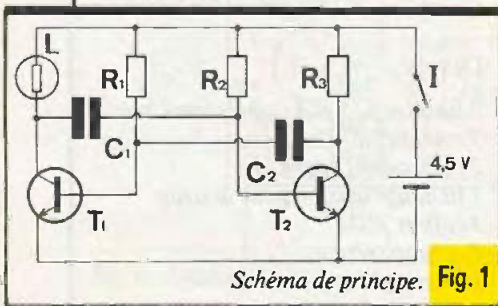 L
R1 R2 R3 I
C1 C2 4,5 V
T1 T2
Schéma de principe. Fig. 1